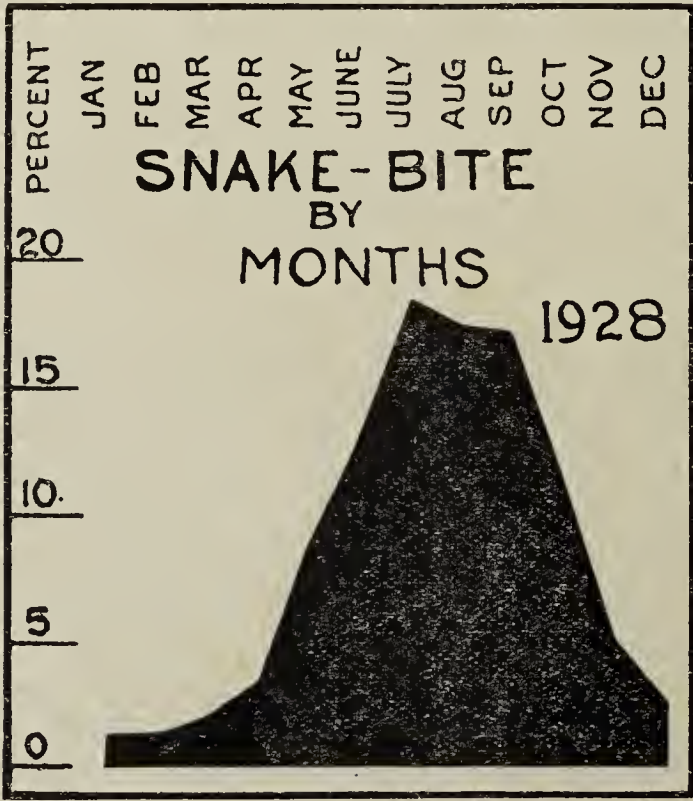 PERCENT
JAN
FEB
MAR
APR
MAY
JUNE
JULY
AUG
SEP
OCT
NOV
DEC
SNAKE-BITE
BY
MONTHS
1928
20
15
10
5
0